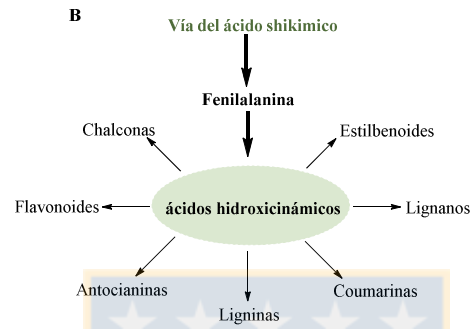 B
Vía del ácido shikimico
Fenilalanina
Chalconas
Estilbenoides
Flavonoides
ácidos hidroxicinámicos
Lignanos
Antocianinas
Coumarinas
Ligninas